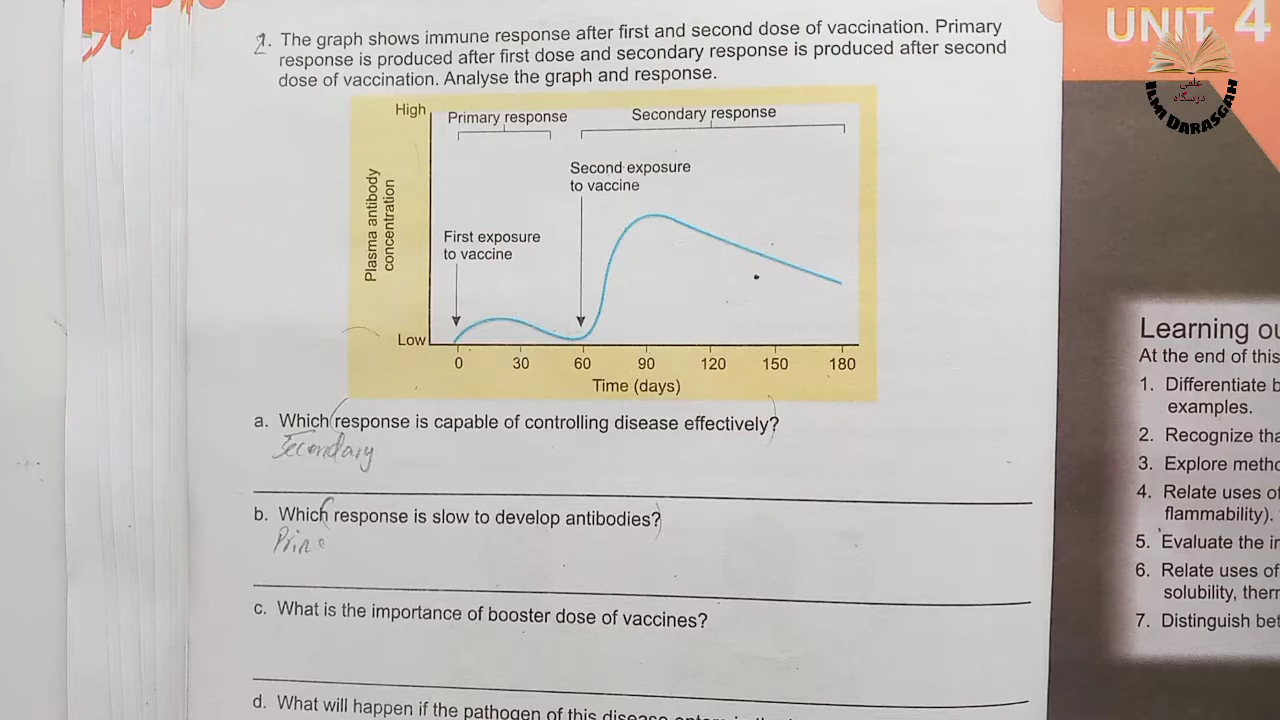 2. The graph shows immune response after first and second dose of vaccination. Primary
response is produced after first dose and secondary response is produced after second
dose of vaccination. Analyse the graph and response.
High
Primary response
Secondary response
Second exposure
to vaccine
Plasma antibody
concentration
First exposure
to vaccine
Low
0 30 60 90 120 150 180
Time (days)
a. Which response is capable of controlling disease effectively?
Secondary
b. Which response is slow to develop antibodies?
c. What is the importance of booster dose of vaccines?
d. What will happen if the pathogen of this disease
UNIT 4
علمی
درسگاہ
ILMI DARASGAH
Learning
At the end of this
1. Differentiate
examples.
2. Recognize
3. Explore
4. Relate uses of
flammability).
5. Evaluate the
6. Relate uses of
solubility,
7. Distinguish